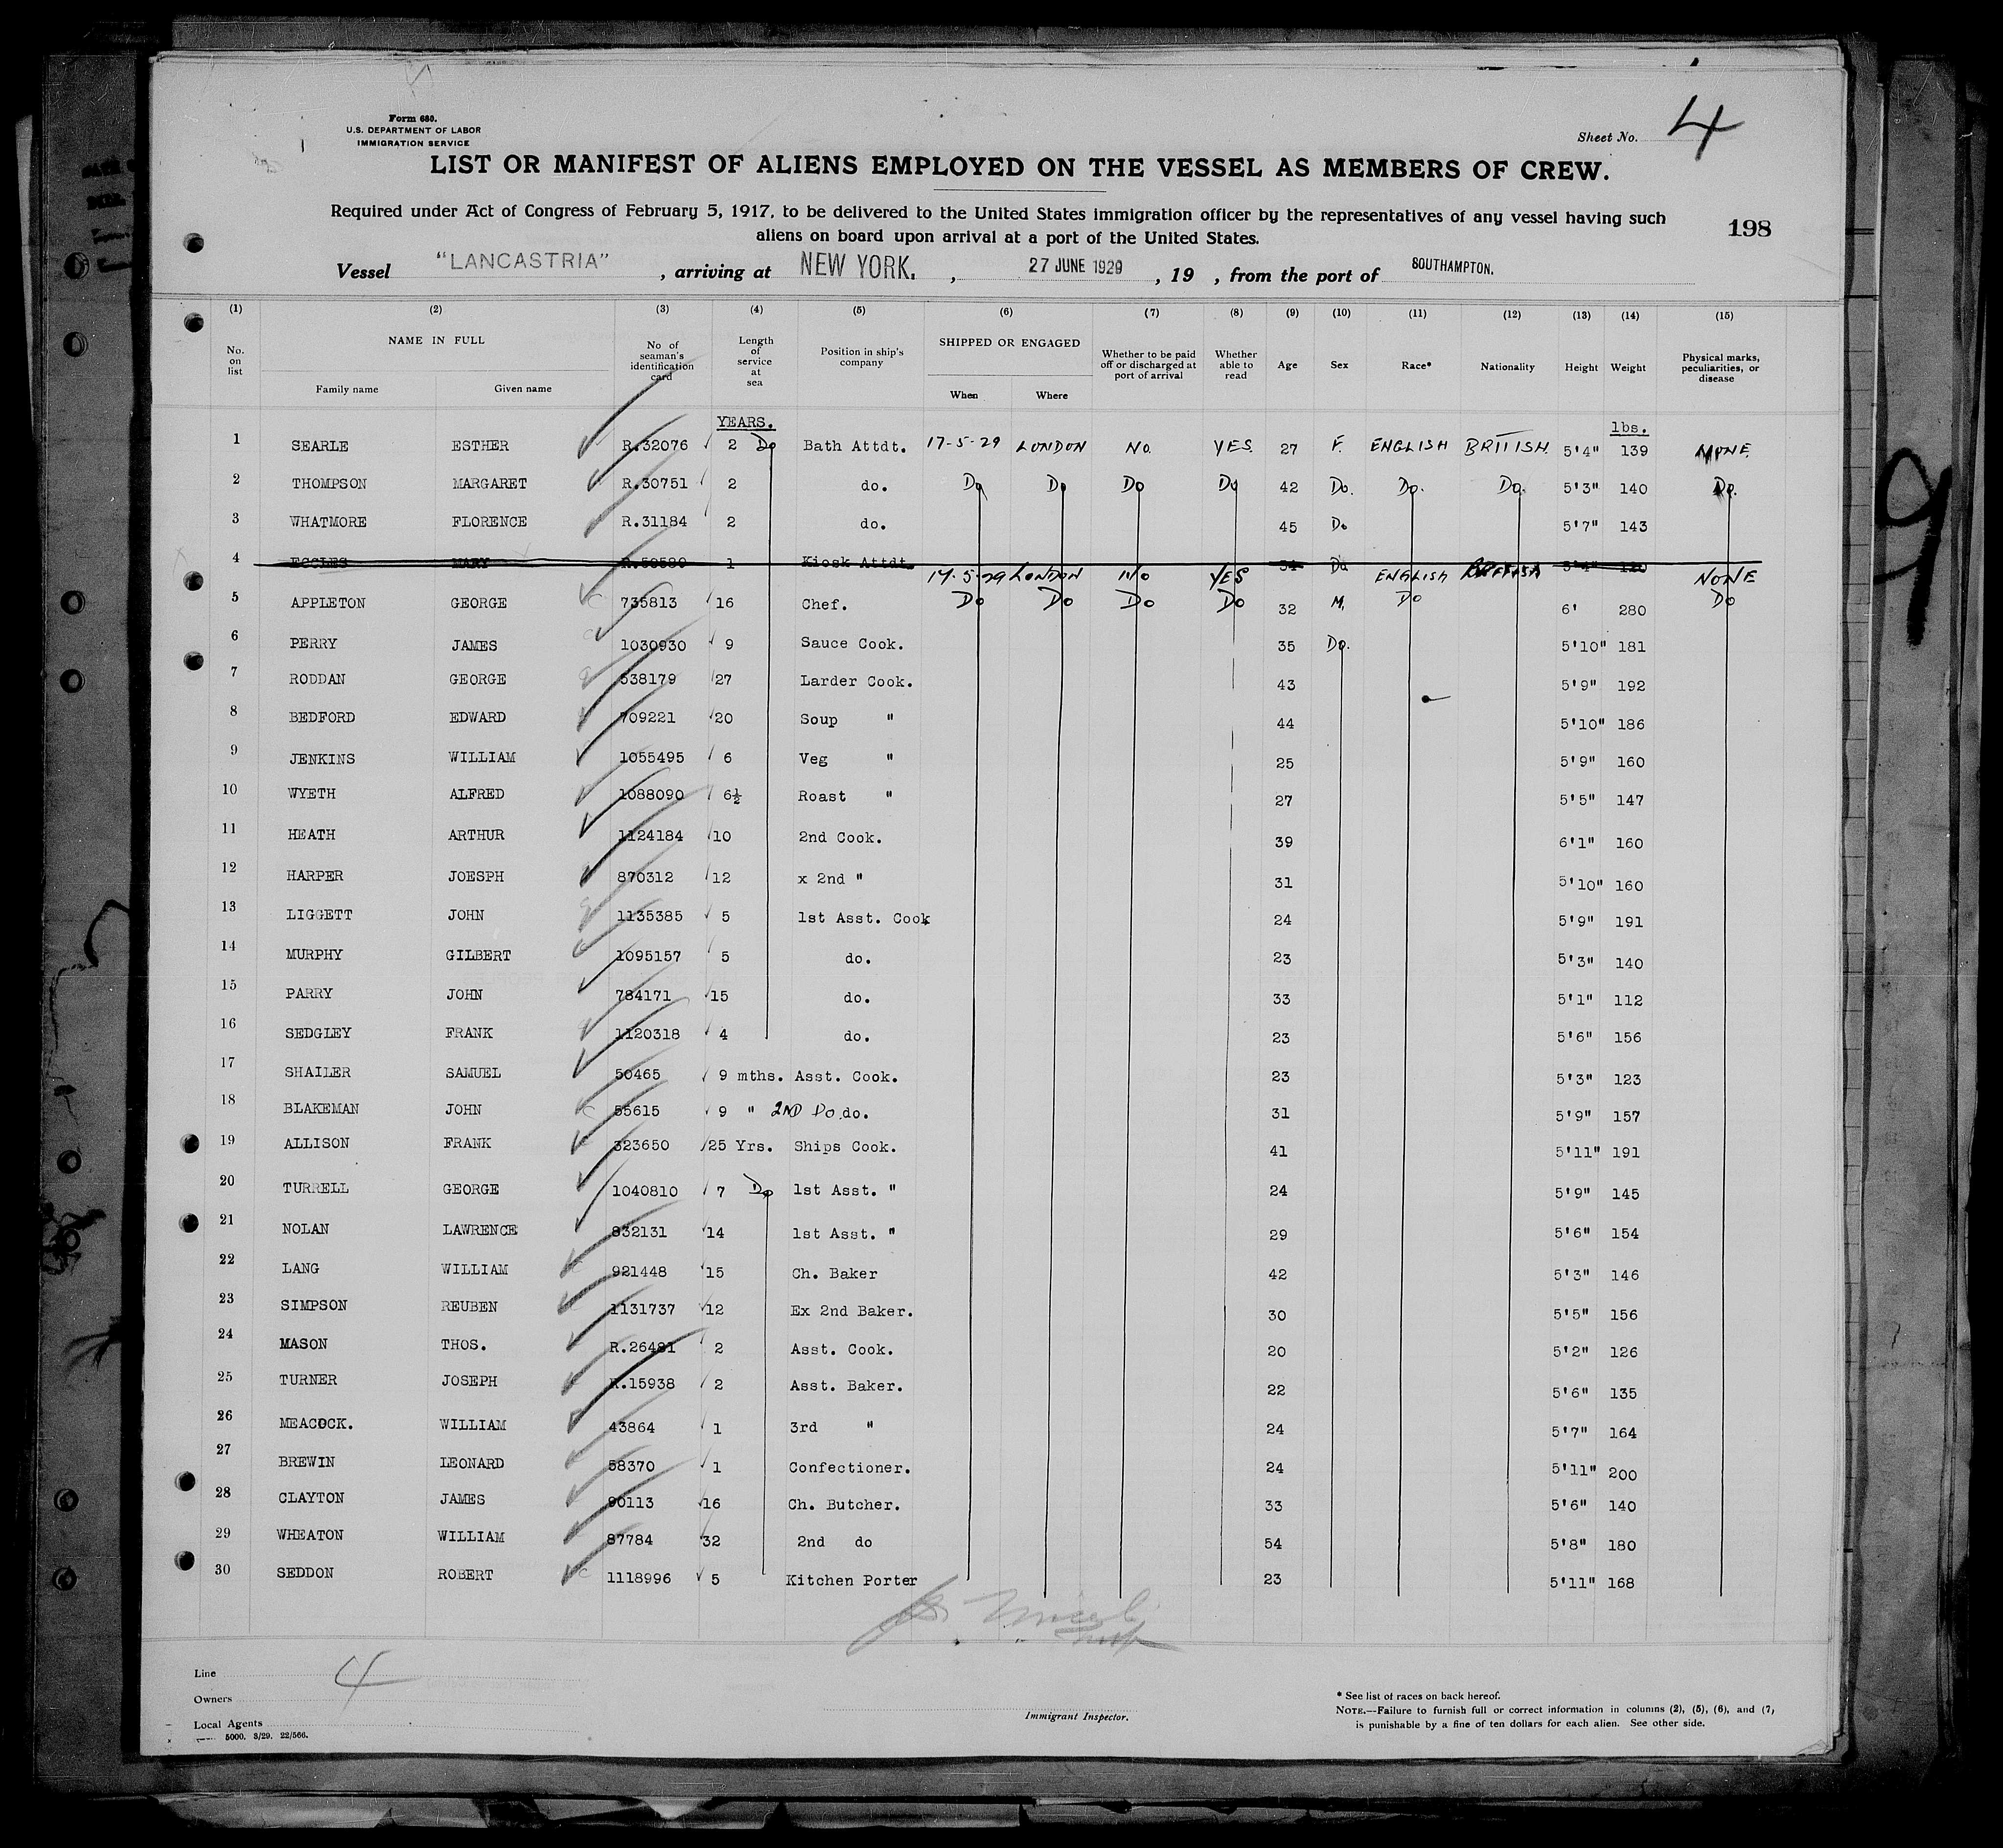 Form 680.
U.S. DEPARTMENT OF LABOR
IMMIGRATION SERVICE
Sheet No. 4
LIST OR MANIFEST OF ALIENS EMPLOYED ON THE VESSEL AS MEMBERS OF CREW.
Required under Act of Congress of February 5, 1917, to be delivered to the United States immigration officer by the representatives of any vessel having such
aliens on board upon arrival at a port of the United States.
198
Vessel "LANCASTRIA", arriving at NEW YORK., 27 JUNE 1929, 19 , from the port of SOUTHAMPTON.
(1) (2) (3) (4) (5) (6) (7) (8) (9) (10) (11) (12) (13) (14) (15)
No. on list NAME IN FULL Family name Given name No of seaman's identification card Length of service at sea Position in ship's company SHIPPED OR ENGAGED When Where Whether to be paid off or discharged at port of arrival Whether able to read Age Sex Race* Nationality Height Weight Physical marks, peculiarities, or disease
YEARS. lbs.
1 SEARLE ESTHER R.32076 2 Do Bath Attdt. 17-5-29 LONDON NO. YES. 27 F. ENGLISH BRITISH. 5'4" 139 NONE.
2 THOMPSON MARGARET R.30751 2 do. Do Do Do Do 42 Do. Do. Do. 5'3" 140 Do.
3 WHATMORE FLORENCE R.31184 2 do. 45 Do 5'7" 143
4 ECCLES MARY R.50580 1 Kiosk Attdt. 17-5-29 LONDON NO YES 54 Do ENGLISH BRITISH 5'4" 120 NONE
5 APPLETON GEORGE 735813 16 Chef. Do Do Do Do 32 M. Do 6' 280 Do
6 PERRY JAMES 1030930 9 Sauce Cook. 35 Do. 5'10" 181
7 RODDAN GEORGE 538179 27 Larder Cook. 43 5'9" 192
8 BEDFORD EDWARD 709221 20 Soup " 44 5'10" 186
9 JENKINS WILLIAM 1055495 6 Veg " 25 5'9" 160
10 WYETH ALFRED 1088090 6½ Roast " 27 5'5" 147
11 HEATH ARTHUR 1124184 10 2nd Cook. 39 6'1" 160
12 HARPER JOESPH 870312 12 x 2nd " 31 5'10" 160
13 LIGGETT JOHN 1135385 5 1st Asst. Cook 24 5'9" 191
14 MURPHY GILBERT 1095157 5 do. 23 5'3" 140
15 PARRY JOHN 784171 15 do. 33 5'1" 112
16 SEDGLEY FRANK 1120318 4 do. 23 5'6" 156
17 SHAILER SAMUEL 50465 9 mths. Asst. Cook. 23 5'3" 123
18 BLAKEMAN JOHN 55615 9 " 2ND Do. do. 31 5'9" 157
19 ALLISON FRANK 323650 25 Yrs. Ships Cook. 41 5'11" 191
20 TURRELL GEORGE 1040810 7 Do 1st Asst. " 24 5'9" 145
21 NOLAN LAWRENCE 832131 14 1st Asst. " 29 5'6" 154
22 LANG WILLIAM 921448 15 Ch. Baker 42 5'3" 146
23 SIMPSON REUBEN 1131737 12 Ex 2nd Baker. 30 5'5" 156
24 MASON THOS. R.26481 2 Asst. Cook. 20 5'2" 126
25 TURNER JOSEPH R.15938 2 Asst. Baker. 22 5'6" 135
26 MEACOCK. WILLIAM 43864 1 3rd " 24 5'7" 164
27 BREWIN LEONARD 58370 1 Confectioner. 24 5'11" 200
28 CLAYTON JAMES 90113 16 Ch. Butcher. 33 5'6" 140
29 WHEATON WILLIAM 87784 32 2nd do 54 5'8" 180
30 SEDDON ROBERT 1118996 5 Kitchen Porter 23 5'11" 168
Line 4
Owners
Local Agents
5000. 3/29. 22/566.
Immigrant Inspector.
* See list of races on back hereof.
NOTE.—Failure to furnish full or correct information in columns (2), (5), (6), and (7)
is punishable by a fine of ten dollars for each alien. See other side.
9